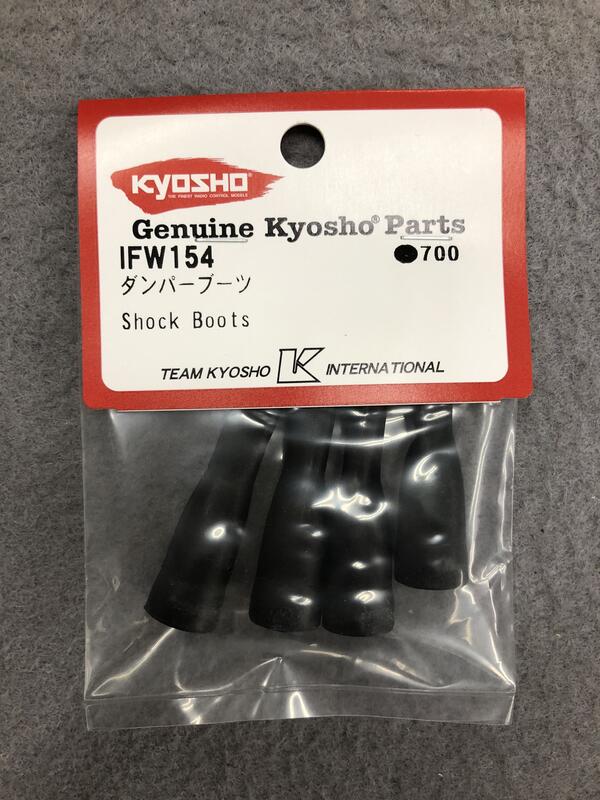 KYOSHO
THE FINEST RADIO CONTROL MODELS
Genuine Kyosho® Parts
IFW154 ●700
ダンパーブーツ
Shock Boots
TEAM KYOSHO K INTERNATIONAL